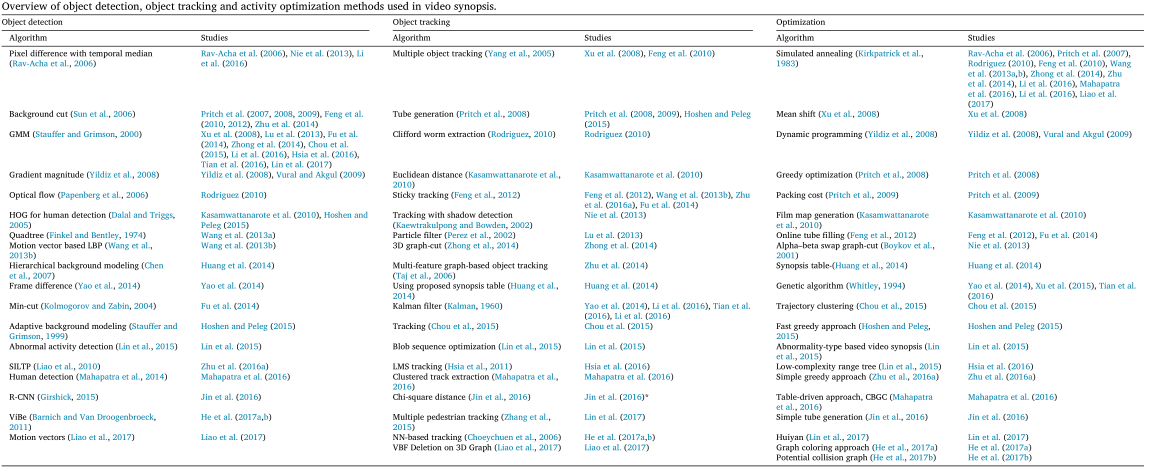 Overview of object detection, object tracking and activity optimization methods used in video synopsis.
Object detection Object tracking Optimization
Algorithm Studies Algorithm Studies Algorithm Studies
Pixel difference with temporal median Rav-Acha et al. (2006), Nie et al. (2013), Li Multiple object tracking (Yang et al., 2005) Xu et al. (2008), Feng et al. (2010) Simulated annealing (Kirkpatrick et al., Rav-Acha et al. (2006), Pritch et al. (2007),
(Rav-Acha et al., 2006) et al. (2016) 1983) Rodriguez (2010), Feng et al. (2010), Wang
et al. (2013a,b), Zhong et al. (2014), Zhu
et al. (2014), Li et al. (2016), Mahapatra
et al. (2016), Li et al. (2016), Liao et al.
(2017)
Background cut (Sun et al., 2006) Pritch et al. (2007, 2008, 2009), Feng et al. Tube generation (Pritch et al., 2008) Pritch et al. (2008, 2009), Hoshen and Peleg Mean shift (Xu et al., 2008) Xu et al. (2008)
(2010, 2012), Zhu et al. (2014) (2015)
GMM (Stauffer and Grimson, 2000) Xu et al. (2008), Lu et al. (2013), Fu et al. Clifford worm extraction (Rodriguez, 2010) Rodriguez (2010) Dynamic programming (Yildiz et al., 2008) Yildiz et al. (2008), Vural and Akgul (2009)
(2014), Zhong et al. (2014), Chou et al.
(2015), Li et al. (2016), Hsia et al. (2016),
Tian et al. (2016), Lin et al. (2017)
Gradient magnitude (Yildiz et al., 2008) Yildiz et al. (2008), Vural and Akgul (2009) Euclidean distance (Kasamwattanarote et al., Kasamwattanarote et al. (2010) Greedy optimization (Pritch et al., 2008) Pritch et al. (2008)
2010)
Optical flow (Papenberg et al., 2006) Rodriguez (2010) Sticky tracking (Feng et al., 2012) Feng et al. (2012), Wang et al. (2013b), Zhu Packing cost (Pritch et al., 2009) Pritch et al. (2009)
et al. (2016a), Fu et al. (2014)
HOG for human detection (Dalal and Triggs, Kasamwattanarote et al. (2010), Hoshen and Tracking with shadow detection Nie et al. (2013) Film map generation (Kasamwattanarote Kasamwattanarote et al. (2010)
2005) Peleg (2015) (Kaewtrakulpong and Bowden, 2002) et al., 2010)
Quadtree (Finkel and Bentley, 1974) Wang et al. (2013a) Particle filter (Perez et al., 2002) Lu et al. (2013) Online tube filling (Feng et al., 2012) Feng et al. (2012), Fu et al. (2014)
Motion vector based LBP (Wang et al., Wang et al. (2013b) 3D graph-cut (Zhong et al., 2014) Zhong et al. (2014) Alpha–beta swap graph-cut (Boykov et al., Nie et al. (2013)
2013b) 2001)
Hierarchical background modeling (Chen Huang et al. (2014) Multi-feature graph-based object tracking Zhu et al. (2014) Synopsis table-(Huang et al., 2014) Huang et al. (2014)
et al., 2007) (Taj et al., 2006)
Frame difference (Yao et al., 2014) Yao et al. (2014) Using proposed synopsis table (Huang et al., Huang et al. (2014) Genetic algorithm (Whitley, 1994) Yao et al. (2014), Xu et al. (2015), Tian et al.
2014) (2016)
Min-cut (Kolmogorov and Zabin, 2004) Fu et al. (2014) Kalman filter (Kalman, 1960) Yao et al. (2014), Li et al. (2016), Tian et al. Trajectory clustering (Chou et al., 2015) Chou et al. (2015)
(2016), Li et al. (2016)
Adaptive background modeling (Stauffer and Hoshen and Peleg (2015) Tracking (Chou et al., 2015) Chou et al. (2015) Fast greedy approach (Hoshen and Peleg, Hoshen and Peleg (2015)
Grimson, 1999) 2015)
Abnormal activity detection (Lin et al., 2015) Lin et al. (2015) Blob sequence optimization (Lin et al., 2015) Lin et al. (2015) Abnormality-type based video synopsis (Lin Lin et al. (2015)
et al., 2015)
SILTP (Liao et al., 2010) Zhu et al. (2016a) LMS tracking (Hsia et al., 2011) Hsia et al. (2016) Low-complexity range tree (Lin et al., 2015) Hsia et al. (2016)
Human detection (Mahapatra et al., 2014) Mahapatra et al. (2016) Clustered track extraction (Mahapatra et al., Mahapatra et al. (2016) Simple greedy approach (Zhu et al., 2016a) Zhu et al. (2016a)
2016)
R-CNN (Girshick, 2015) Jin et al. (2016) Chi-square distance (Jin et al., 2016) Jin et al. (2016)* Table-driven approach, CBGC (Mahapatra Mahapatra et al. (2016)
et al., 2016)
ViBe (Barnich and Van Droogenbroeck, He et al. (2017a,b) Multiple pedestrian tracking (Zhang et al., Lin et al. (2017) Simple tube generation (Jin et al., 2016) Jin et al. (2016)
2011) 2015)
Motion vectors (Liao et al., 2017) Liao et al. (2017) NN-based tracking (Choeychuen et al., 2006) He et al. (2017a,b) Huiyan (Lin et al., 2017) Lin et al. (2017)
VBF Deletion on 3D Graph (Liao et al., 2017) Liao et al. (2017) Graph coloring approach (He et al., 2017a) He et al. (2017a)
Potential collision graph (He et al., 2017b) He et al. (2017b)